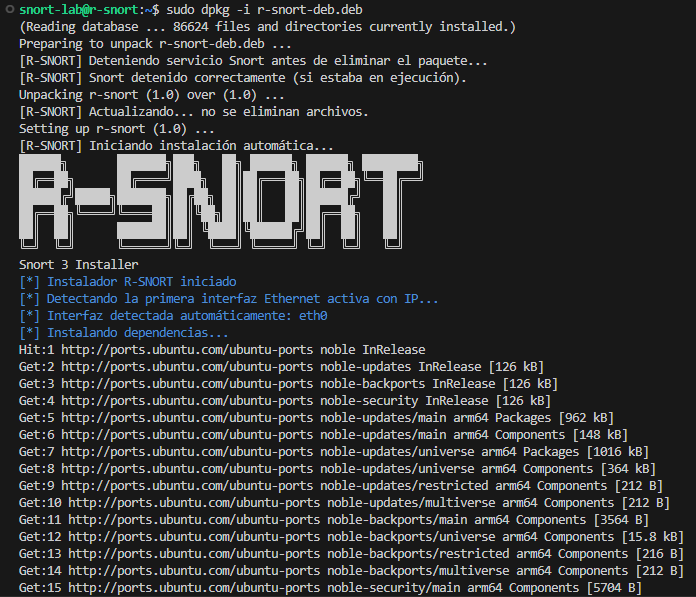 snort-lab@r-snort:~$ sudo dpkg -i r-snort-deb.deb
(Reading database ... 86624 files and directories currently installed.)
Preparing to unpack r-snort-deb.deb ...
[R-SNORT] Deteniendo servicio Snort antes de eliminar el paquete...
[R-SNORT] Snort detenido correctamente (si estaba en ejecución).
Unpacking r-snort (1.0) over (1.0) ...
[R-SNORT] Actualizando... no se eliminan archivos.
Setting up r-snort (1.0) ...
[R-SNORT] Iniciando instalación automática...
R-SNORT
Snort 3 Installer
[*] Instalador R-SNORT iniciado
[*] Detectando la primera interfaz Ethernet activa con IP...
[*] Interfaz detectada automáticamente: eth0
[*] Instalando dependencias...
Hit:1 http://ports.ubuntu.com/ubuntu-ports noble InRelease
Get:2 http://ports.ubuntu.com/ubuntu-ports noble-updates InRelease [126 kB]
Get:3 http://ports.ubuntu.com/ubuntu-ports noble-backports InRelease [126 kB]
Get:4 http://ports.ubuntu.com/ubuntu-ports noble-security InRelease [126 kB]
Get:5 http://ports.ubuntu.com/ubuntu-ports noble-updates/main arm64 Packages [962 kB]
Get:6 http://ports.ubuntu.com/ubuntu-ports noble-updates/main arm64 Components [148 kB]
Get:7 http://ports.ubuntu.com/ubuntu-ports noble-updates/universe arm64 Packages [1016 kB]
Get:8 http://ports.ubuntu.com/ubuntu-ports noble-updates/universe arm64 Components [364 kB]
Get:9 http://ports.ubuntu.com/ubuntu-ports noble-updates/restricted arm64 Components [212 B]
Get:10 http://ports.ubuntu.com/ubuntu-ports noble-updates/multiverse arm64 Components [212 B]
Get:11 http://ports.ubuntu.com/ubuntu-ports noble-backports/main arm64 Components [3564 B]
Get:12 http://ports.ubuntu.com/ubuntu-ports noble-backports/universe arm64 Components [15.8 kB]
Get:13 http://ports.ubuntu.com/ubuntu-ports noble-backports/restricted arm64 Components [216 B]
Get:14 http://ports.ubuntu.com/ubuntu-ports noble-backports/multiverse arm64 Components [212 B]
Get:15 http://ports.ubuntu.com/ubuntu-ports noble-security/main arm64 Components [5704 B]